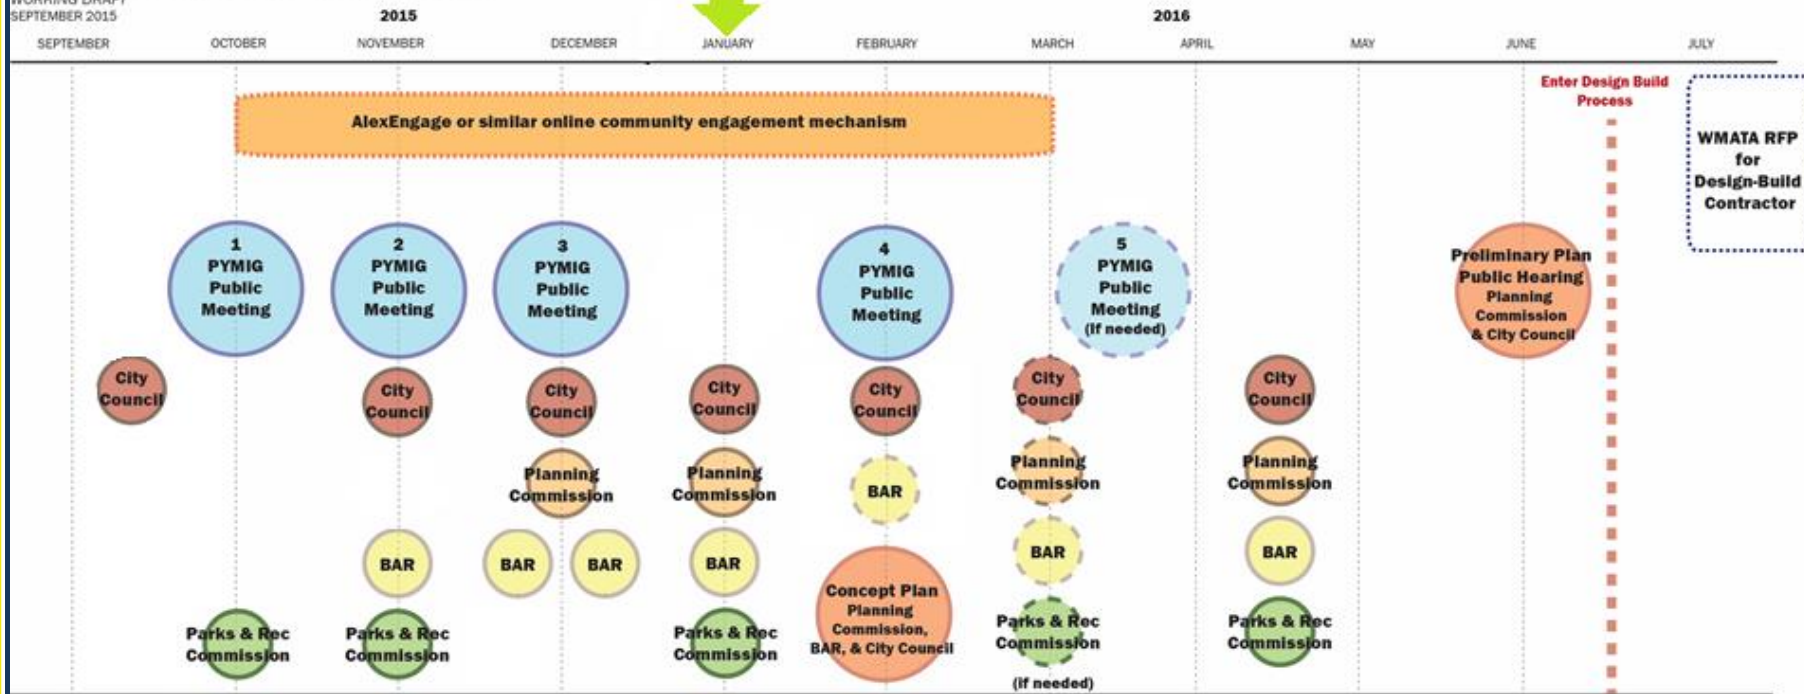 WORKING DRAFT
SEPTEMBER 2015
2015
2016
SEPTEMBER
OCTOBER
NOVEMBER
DECEMBER
JANUARY
FEBRUARY
MARCH
APRIL
MAY
JUNE
JULY
Enter Design Build
Process
AlexEngage or similar online community engagement mechanism
WMATA RFP
for
Design-Build
Contractor
1
PYMIG
Public
Meeting
2
PYMIG
Public
Meeting
3
PYMIG
Public
Meeting
4
PYMIG
Public
Meeting
5
PYMIG
Public
Meeting
(if needed)
Preliminary Plan
Public Hearing
Planning
Commission
& City Council
City
Council
City
Council
City
Council
City
Council
City
Council
City
Council
City
Council
Planning
Commission
Planning
Commission
BAR
Planning
Commission
Planning
Commission
BAR
BAR
BAR
BAR
BAR
BAR
Concept Plan
Planning
Commission,
BAR, & City Council
Parks & Rec
Commission
Parks & Rec
Commission
Parks & Rec
Commission
Parks & Rec
Commission
(if needed)
Parks & Rec
Commission